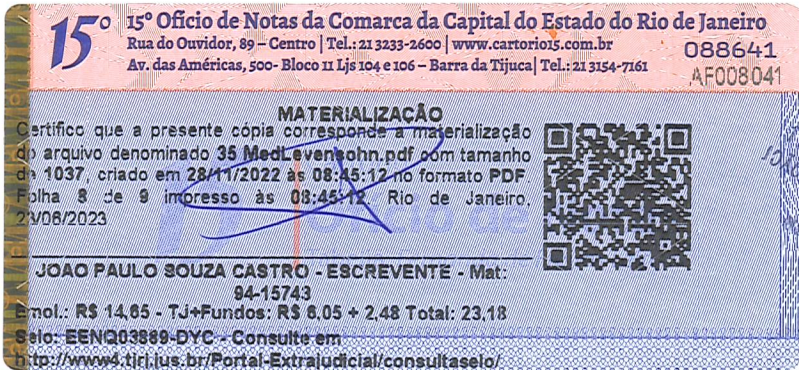 15º 15º Ofício de Notas da Comarca da Capital do Estado do Rio de Janeiro
Rua do Ouvidor, 89 – Centro | Tel.: 21 3233-2600 | www.cartorio15.com.br
Av. das Américas, 500- Bloco 11 Ljs 104 e 106 – Barra da Tijuca| Tel.: 21 3154-7161
088641
AF008041
MATERIALIZAÇÃO
Certifico que a presente cópia corresponde a materialização
do arquivo denominado 35 MedLevensohn.pdf com tamanho
de 1037, criado em 28/11/2022 às 08:45:12 no formato PDF.
Folha 8 de 9 impresso às 08:45:12. Rio de Janeiro,
23/06/2023
15 Ofício de
JOAO PAULO SOUZA CASTRO - ESCREVENTE - Mat:
94-15743
Emol.: R$ 14,65 - TJ+Fundos: R$ 6,05 + 2,48 Total: 23,18
Selo: EENQ03889-DYC - Consulte em
http://www4.tjrj.jus.br/Portal-Extrajudicial/consultaselo/